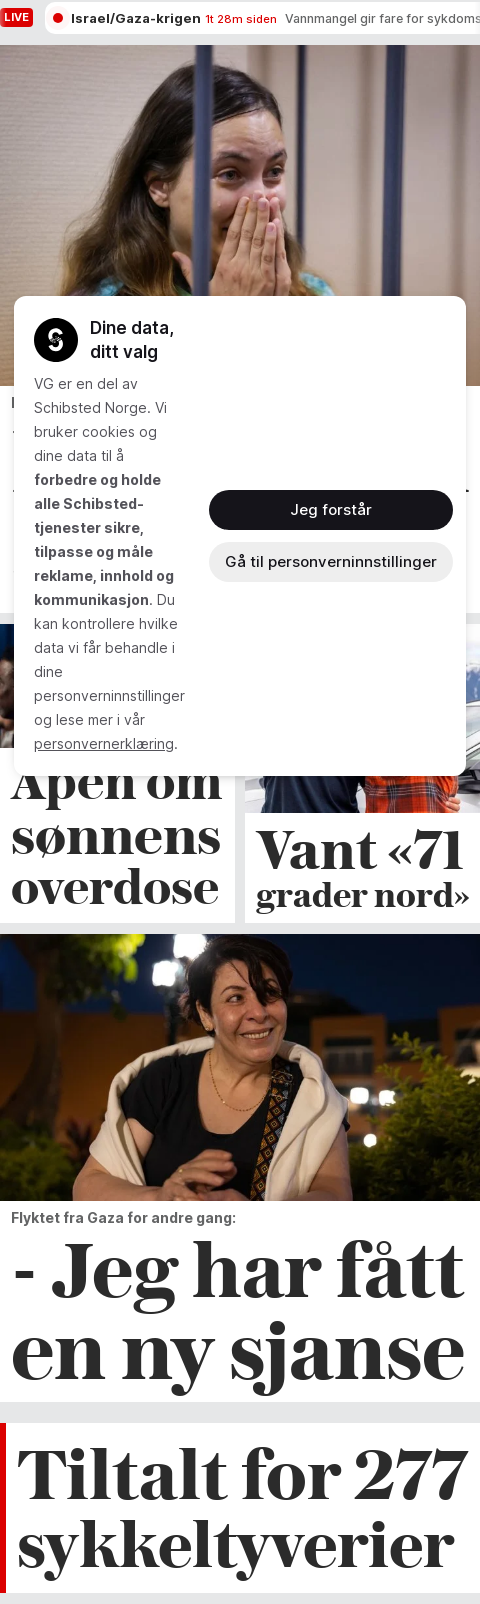 LIVE
Israel/Gaza-krigen 1t 28m siden Vannmangel gir fare for sykdoms
Dine data,
ditt valg
VG er en del av
Schibsted Norge. Vi
bruker cookies og
dine data til å
forbedre og holde
alle Schibsted-
tjenester sikre,
tilpasse og måle
reklame, innhold og
kommunikasjon. Du
kan kontrollere hvilke
data vi får behandle i
dine
personverninnstillinger
og lese mer i vår
personvernerklæring.
Jeg forstår
Gå til personverninnstillinger
Åpen om
sønnens
overdose
Vant «71
grader nord»
Flyktet fra Gaza for andre gang:
- Jeg har fått
en ny sjanse
Tiltalt for 277
sykkeltyverier